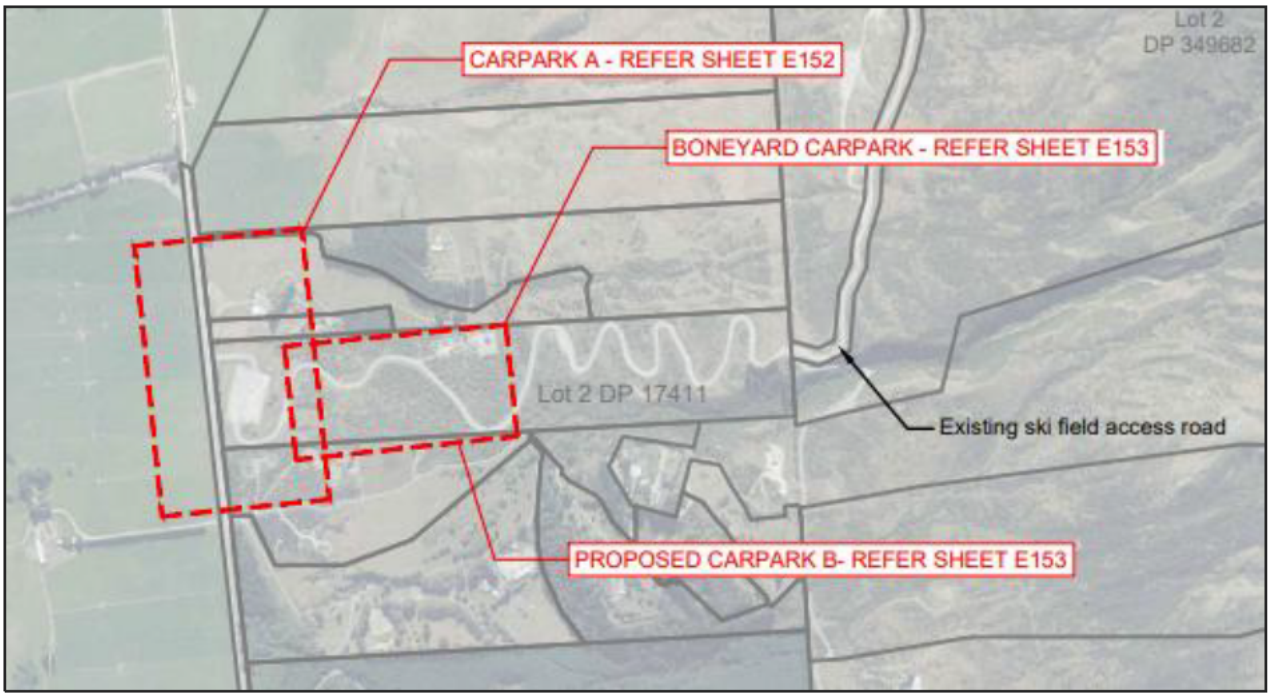 Lot 2
DP 349682
CARPARK A - REFER SHEET E152
BONEYARD CARPARK - REFER SHEET E153
Lot 2 DP 17411
Existing ski field access road
PROPOSED CARPARK B- REFER SHEET E153